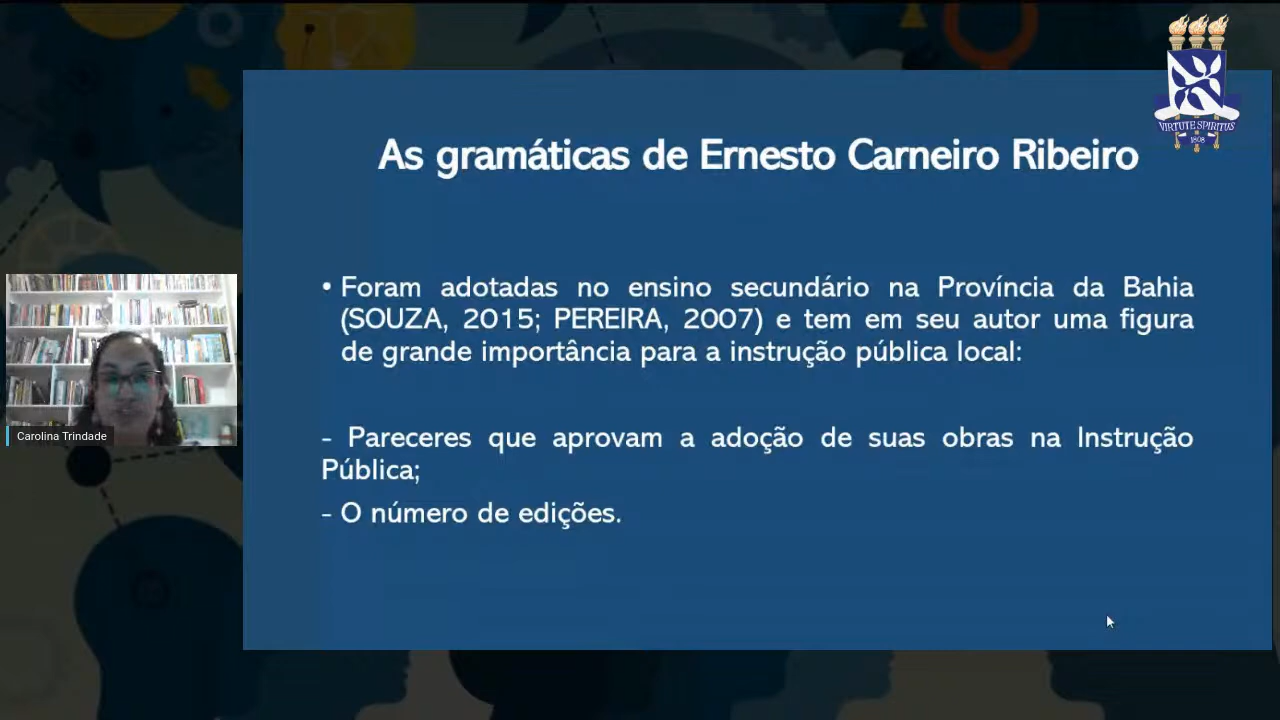 VIRTUTE SPIRITUS
1808
As gramáticas de Ernesto Carneiro Ribeiro
• Foram adotadas no ensino secundário na Província da Bahia
(SOUZA, 2015; PEREIRA, 2007) e tem em seu autor uma figura
de grande importância para a instrução pública local:
- Pareceres que aprovam a adoção de suas obras na Instrução
Pública;
- O número de edições.
Carolina Trindade